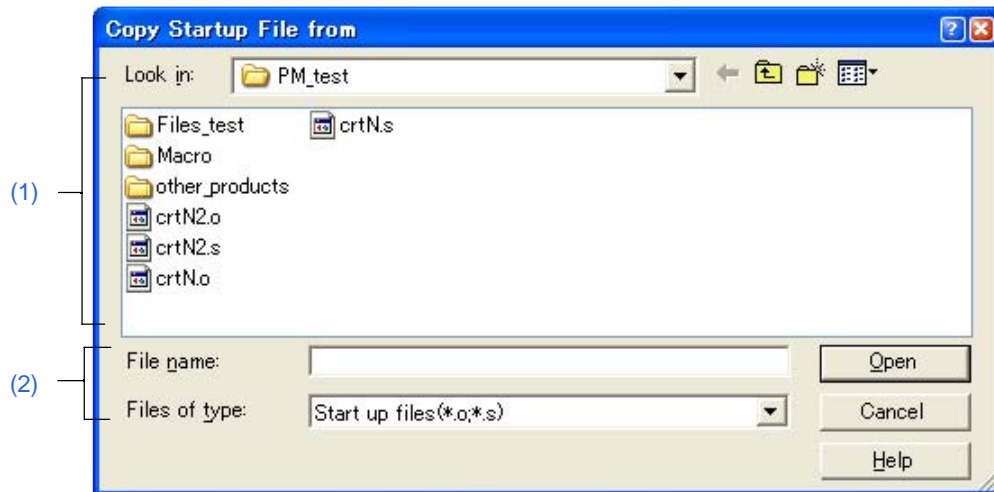 Copy Startup File from
Look in: PM_test
Files_test crtN.s
Macro
other_products
crtN2.o
crtN2.s
crtN.o
(1)
(2)
File name: Open
Files of type: Start up files(*.o;*.s) Cancel
Help